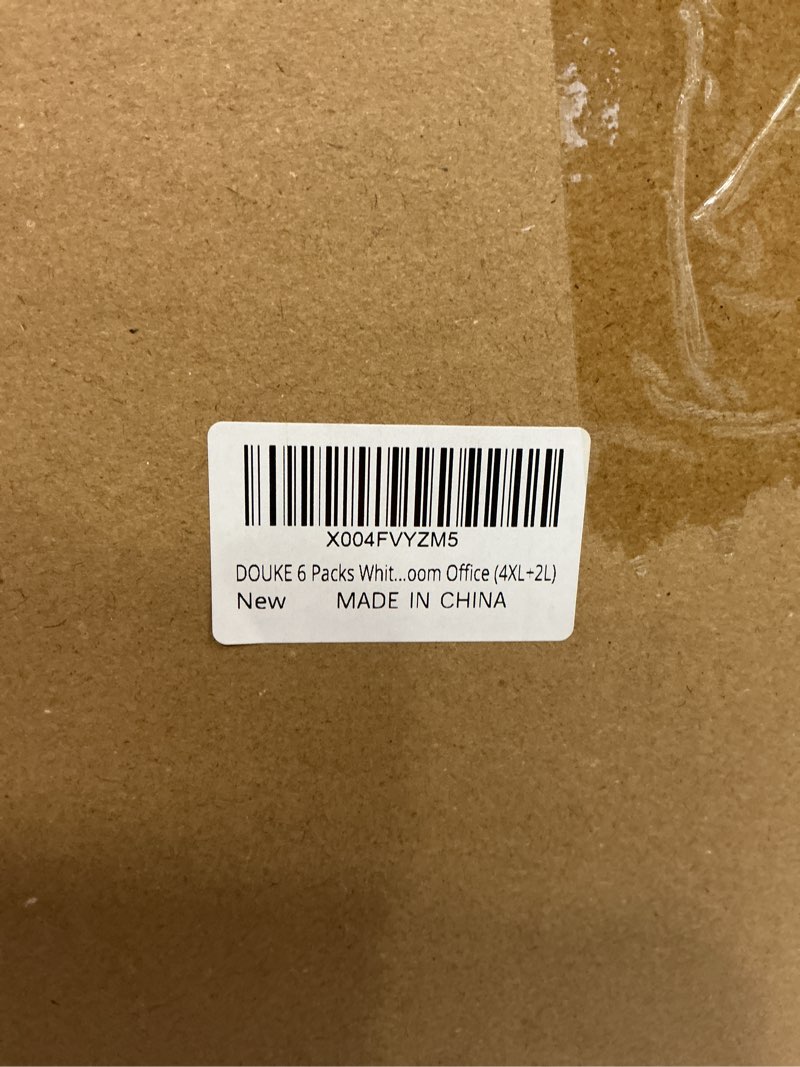 X004FVYZM5
DOUKE 6 Packs Whit...oom Office (4XL+2L)
New MADE IN CHINA